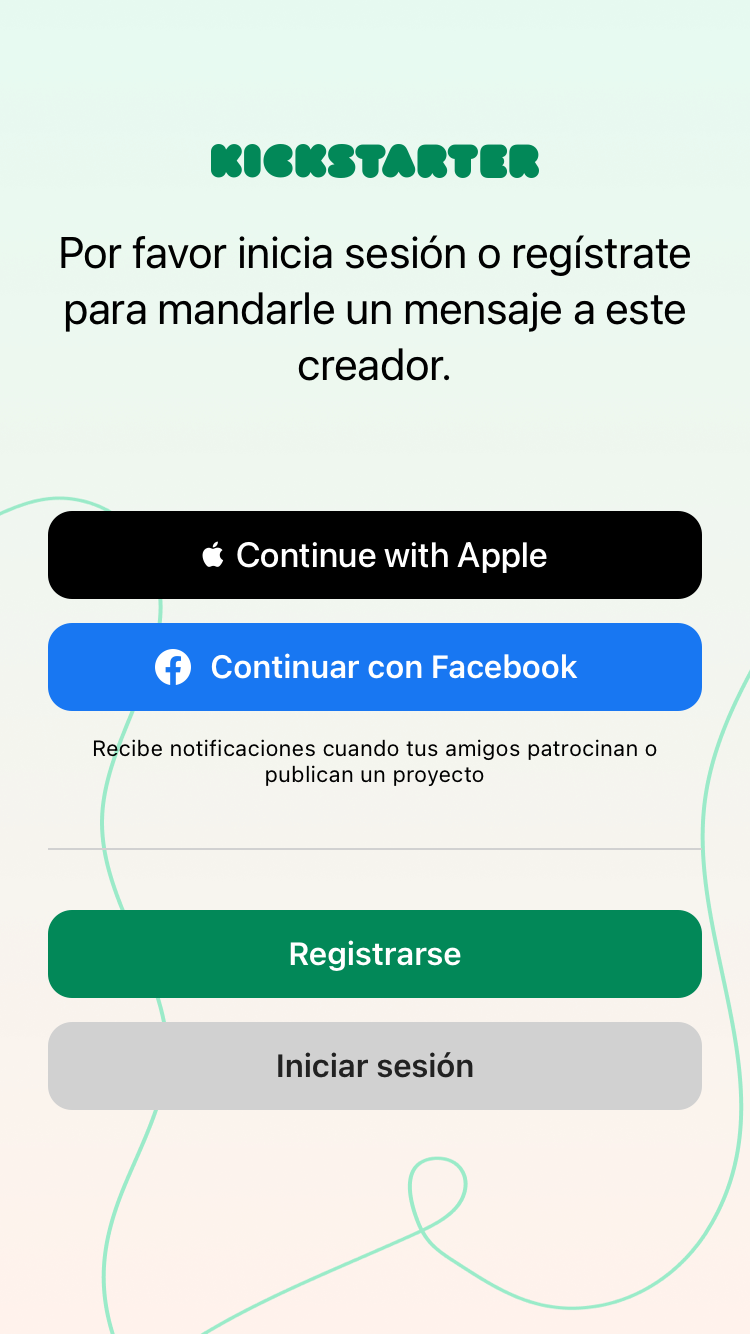 KICKSTARTER
Por favor inicia sesión o regístrate
para mandarle un mensaje a este
creador.
Continue with Apple
Continuar con Facebook
Recibe notificaciones cuando tus amigos patrocinan o
publican un proyecto
Registrarse
Iniciar sesión